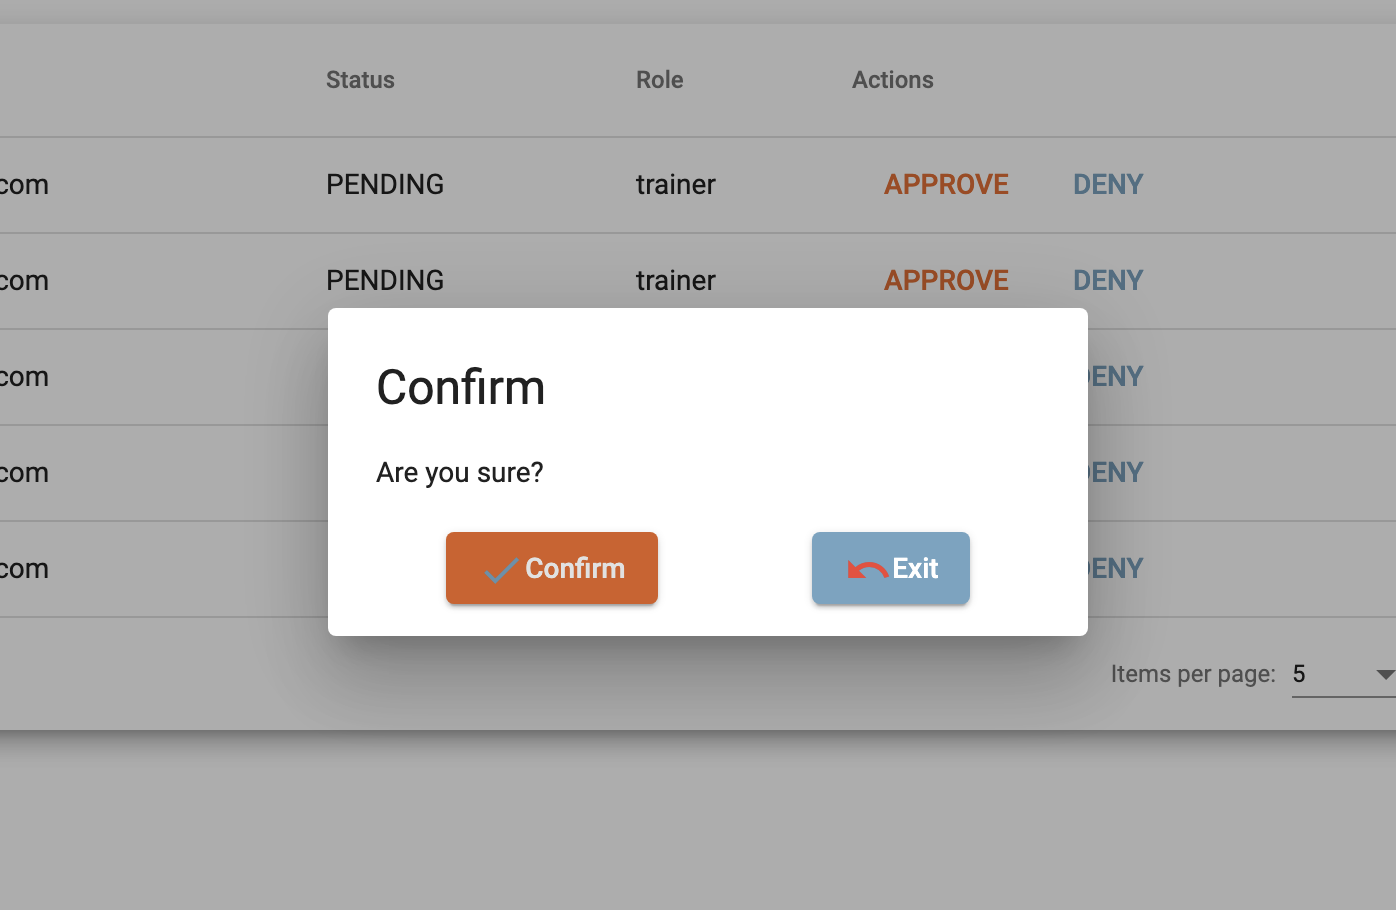 Status Role Actions
com PENDING trainer APPROVE DENY
com PENDING trainer APPROVE DENY
com ENY
com ENY
com ENY
Confirm
Are you sure?
Confirm Exit
Items per page: 5